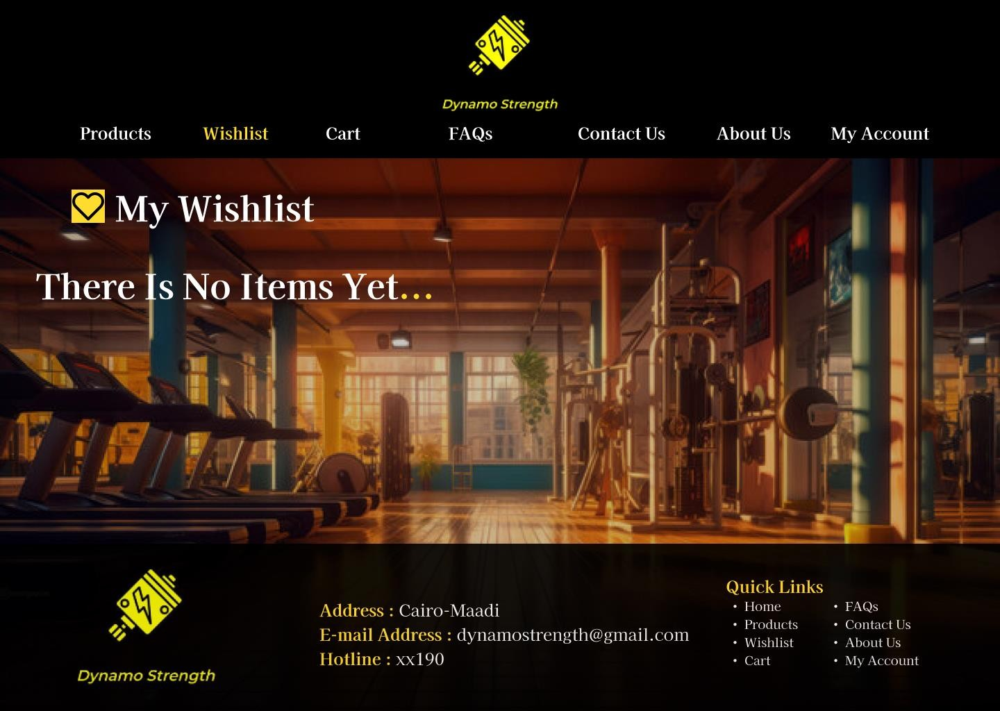 Dynamo Strength
Products Wishlist Cart FAQs Contact Us About Us My Account
My Wishlist
There Is No Items Yet...
Dynamo Strength
Address : Cairo-Maadi
E-mail Address : dynamostrength@gmail.com
Hotline : xx190
Quick Links
• Home
• Products
• Wishlist
• Cart
• FAQs
• Contact Us
• About Us
• My Account